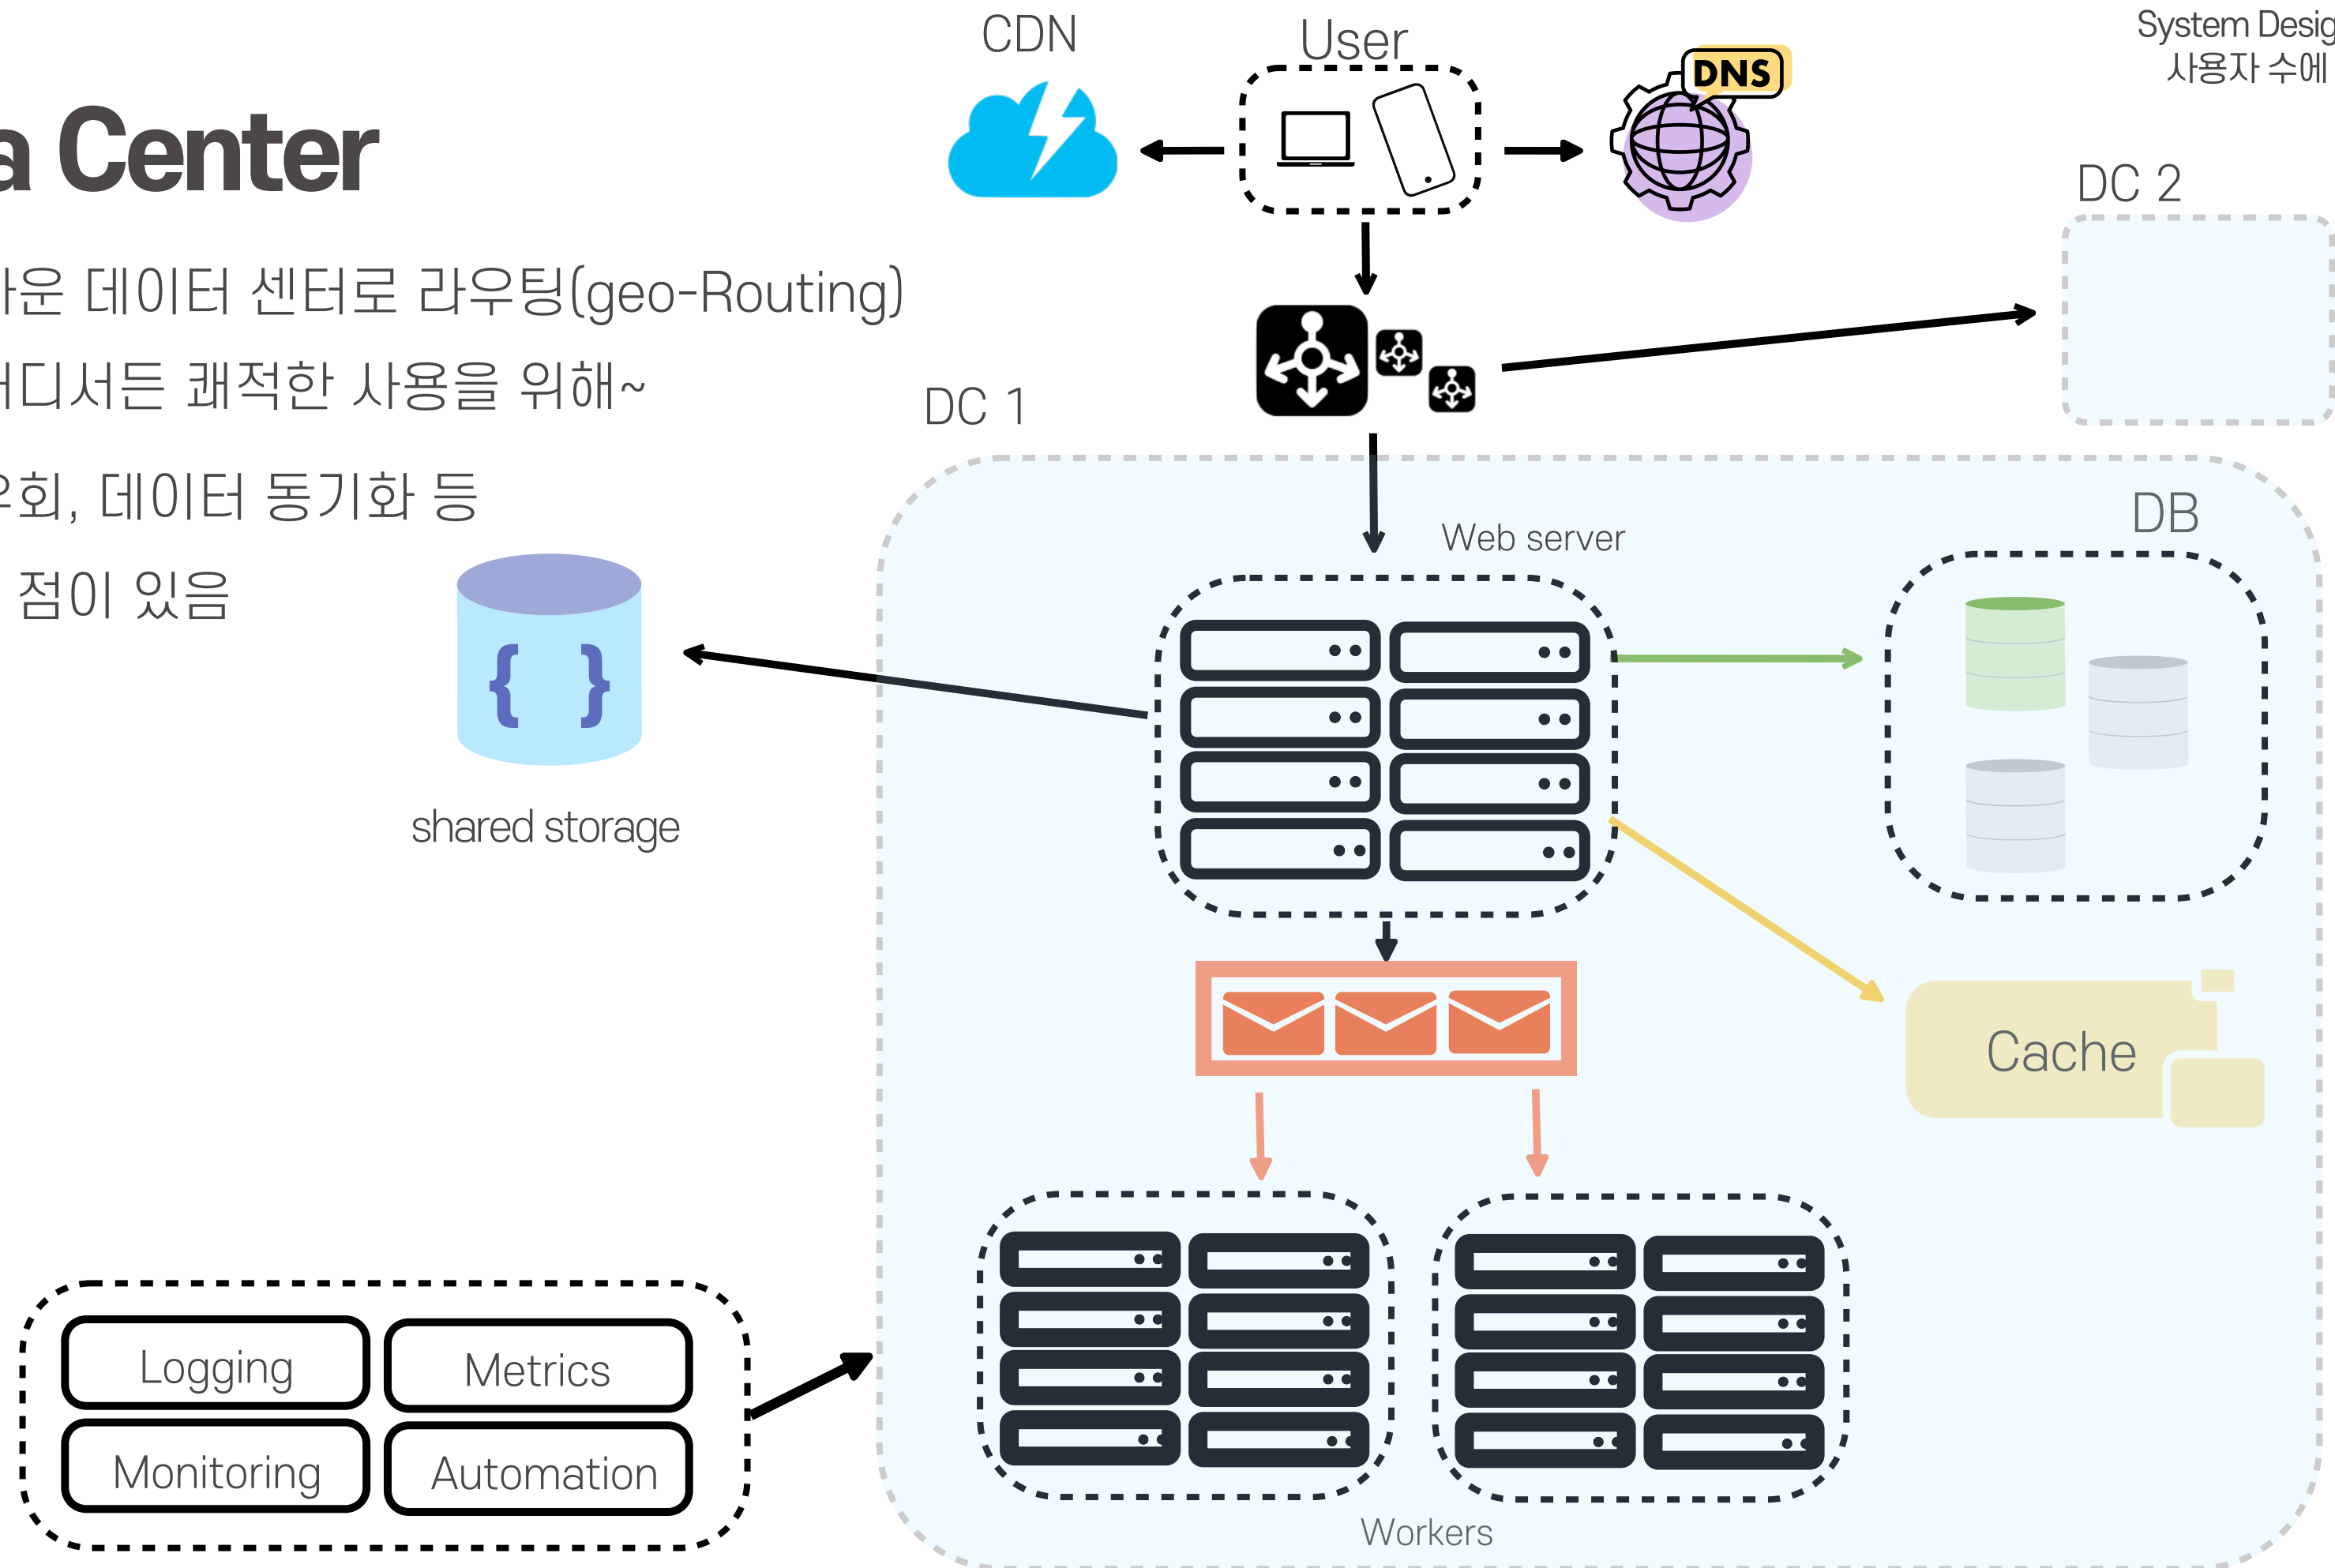 CDN
User
DNS
System Desig
사용자 수에
a Center
DC 2
운 데이터 센터로 라우팅(geo-Routing)
디서든 쾌적한 사용을 위해~
DC 1
회, 데이터 동기화 등
점이 있음
Web server
DB
{ }
shared storage
Cache
Logging
Metrics
Monitoring
Automation
Workers